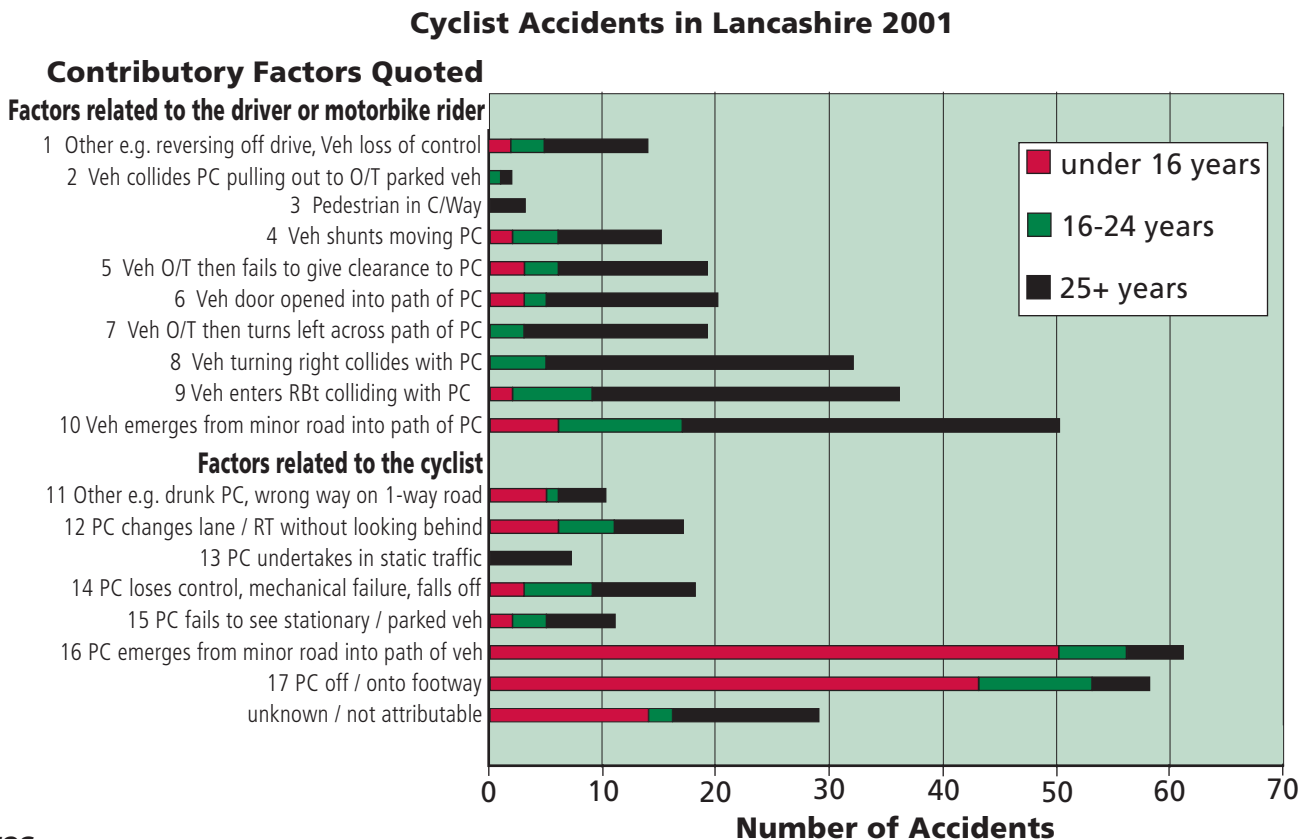 Cyclist Accidents in Lancashire 2001
Contributory Factors Quoted
Factors related to the driver or motorbike rider
1 Other e.g. reversing off drive, Veh loss of control
2 Veh collides PC pulling out to O/T parked veh
3 Pedestrian in C/Way
4 Veh shunts moving PC
5 Veh O/T then fails to give clearance to PC
6 Veh door opened into path of PC
7 Veh O/T then turns left across path of PC
8 Veh turning right collides with PC
9 Veh enters RBt colliding with PC
10 Veh emerges from minor road into path of PC
Factors related to the cyclist
11 Other e.g. drunk PC, wrong way on 1-way road
12 PC changes lane / RT without looking behind
13 PC undertakes in static traffic
14 PC loses control, mechanical failure, falls off
15 PC fails to see stationary / parked veh
16 PC emerges from minor road into path of veh
17 PC off / onto footway
unknown / not attributable
under 16 years
16-24 years
25+ years
0 10 20 30 40 50 60 70
Number of Accidents